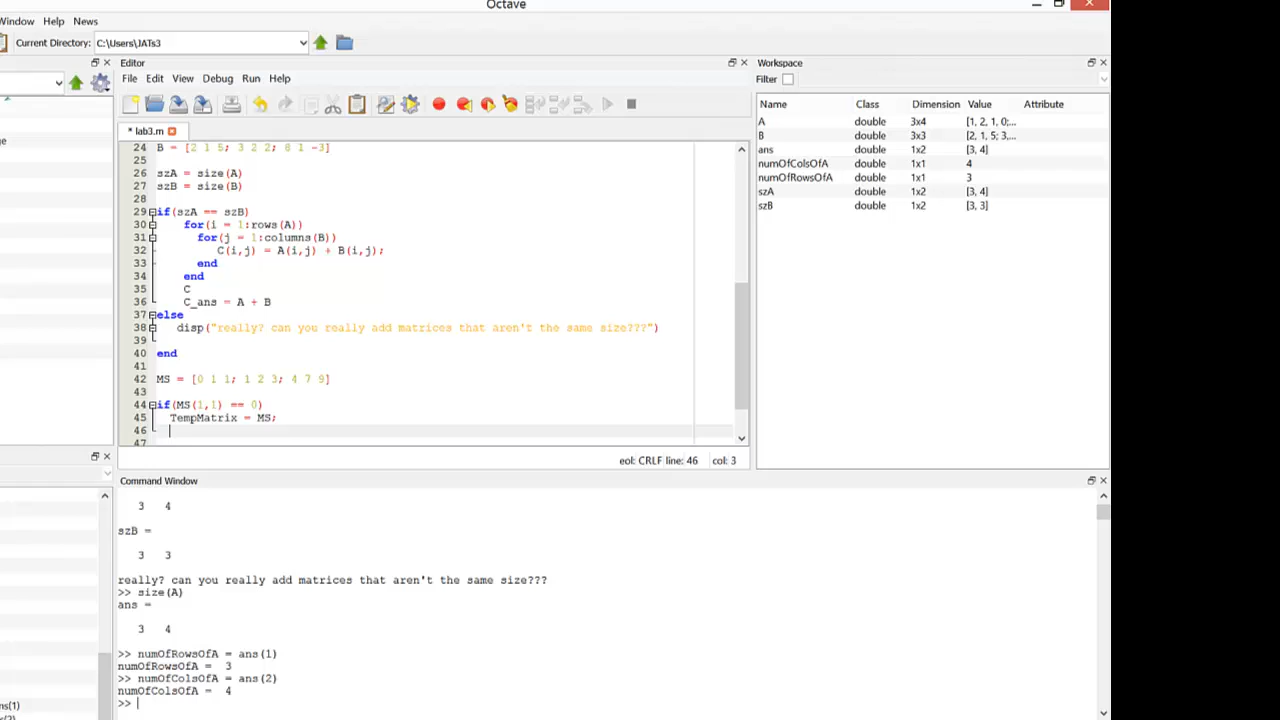 Octave
Window Help News
Current Directory: C:\Users\JATs3
Editor
File Edit View Debug Run Help
* lab3.m
24 B = [2 1 5; 3 2 2; 8 1 -3]
25
26 szA = size(A)
27 szB = size(B)
28
29 if(szA == szB)
30 for(i = 1:rows(A))
31 for(j = 1:columns(B))
32 C(i,j) = A(i,j) + B(i,j);
33 end
34 end
35 C
36 C_ans = A + B
37 else
38 disp("really? can you really add matrices that aren't the same size???")
39
40 end
41
42 MS = [0 1 1; 1 2 3; 4 7 9]
43
44 if(MS(1,1) == 0)
45 TempMatrix = MS;
46
47
eol: CRLF line: 46 col: 3
Workspace
Filter
Name Class Dimension Value Attribute
A double 3x4 [1, 2, 1, 0;...
B double 3x3 [2, 1, 5; 3,...
ans double 1x2 [3, 4]
numOfColsOfA double 1x1 4
numOfRowsOfA double 1x1 3
szA double 1x2 [3, 4]
szB double 1x2 [3, 3]
Command Window
3 4
szB =
3 3
really? can you really add matrices that aren't the same size???
>> size(A)
ans =
3 4
>> numOfRowsOfA = ans(1)
numOfRowsOfA = 3
>> numOfColsOfA = ans(2)
numOfColsOfA = 4
>>